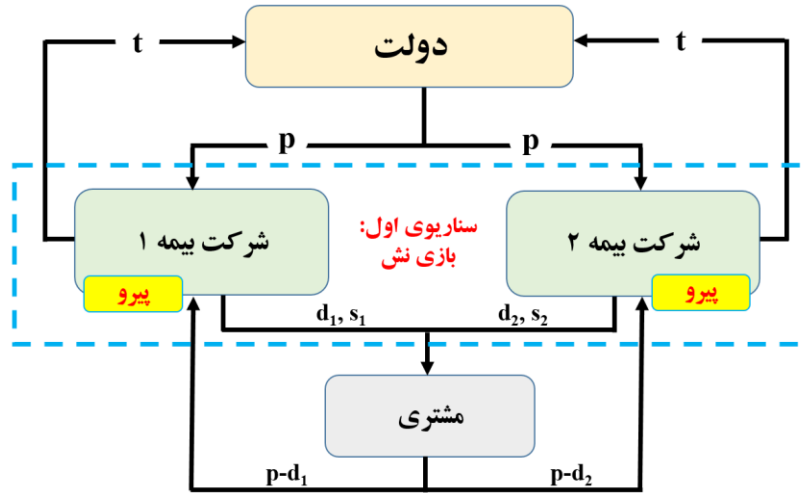 دولت
t
t
p
p
شرکت بیمه ۱
سناریوی اول:
بازی نش
شرکت بیمه ۲
پیرو
پیرو
d₁, s₁
d₂, s₂
مشتری
p-d₁
p-d₂